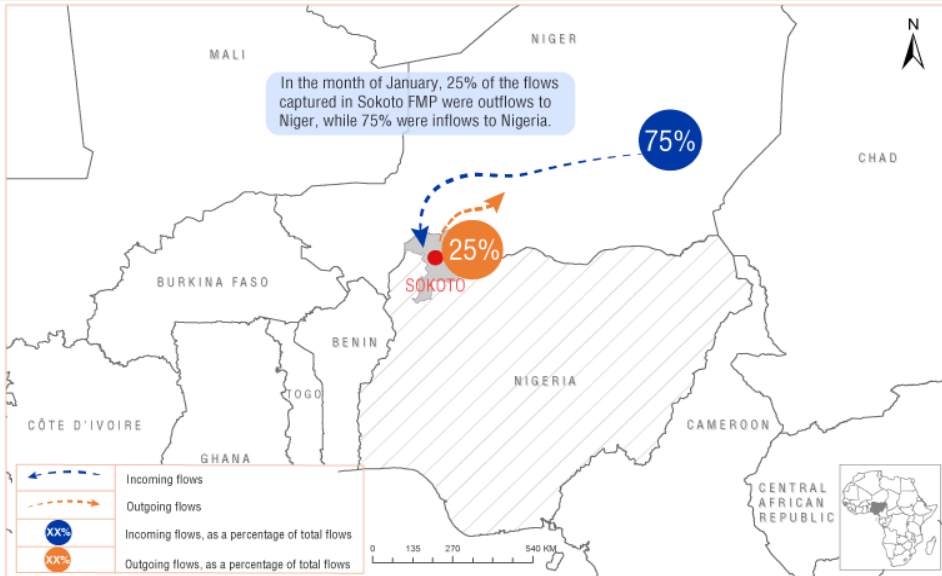 MALI
NIGER
N
In the month of January, 25% of the flows
captured in Sokoto FMP were outflows to
Niger, while 75% were inflows to Nigeria.
75%
CHAD
25%
SOKOTO
BURKINA FASO
BENIN
NIGERIA
TOGO
CÔTE D'IVOIRE
GHANA
CAMEROON
CENTRAL
AFRICAN
REPUBLIC
Incoming flows
Outgoing flows
XX%
Incoming flows, as a percentage of total flows
XX%
Outgoing flows, as a percentage of total flows
0 135 270 540 KM